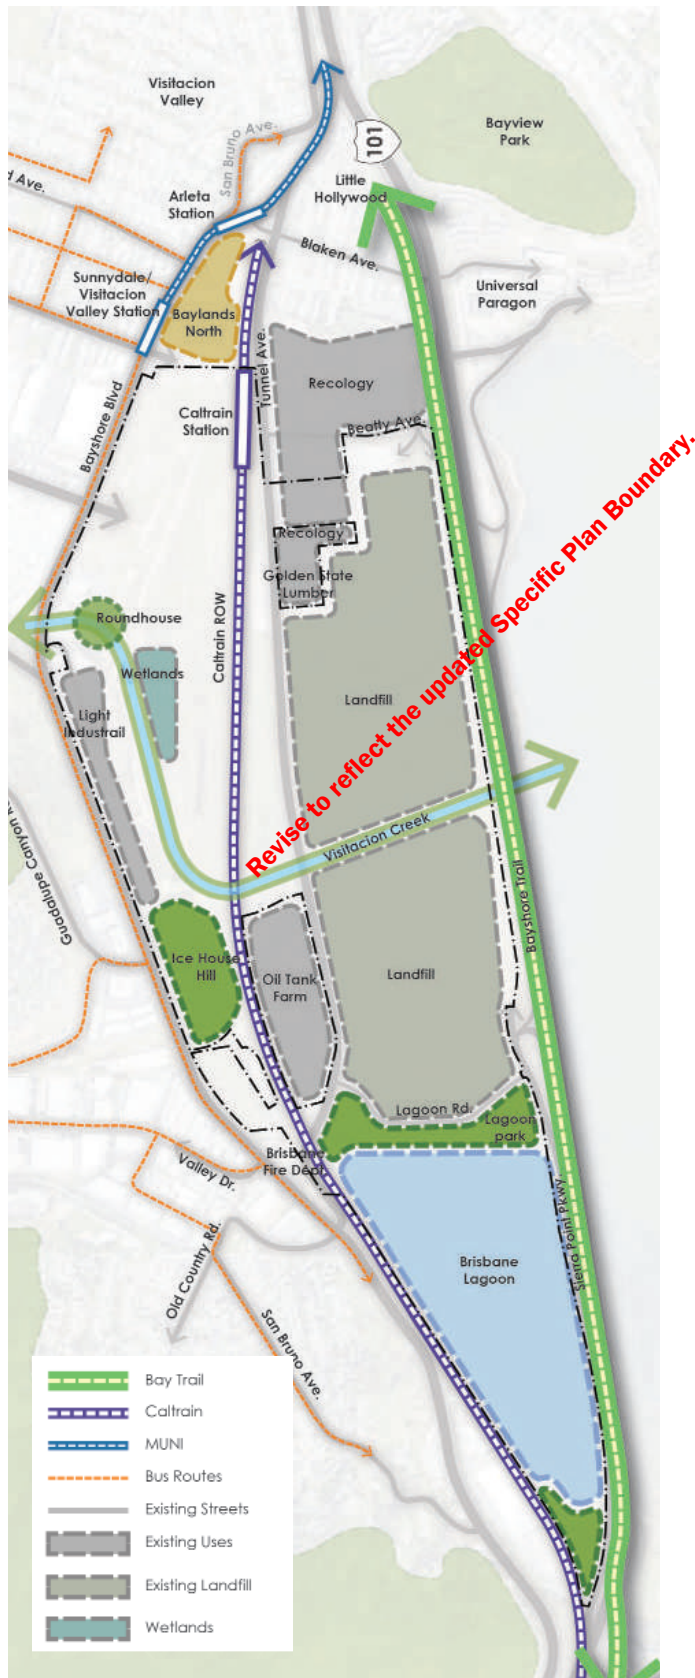 Visitacion
Valley
San Bruno Ave.
101
Bayview
Park
d Ave.
Arleta
Station
Little
Hollywood
Blaken Ave.
Sunnydale/
Visitacion
Valley Station
Universal
Paragon
Baylands
North
Tunnel Ave.
Recology
Bayshore Blvd
Caltrain
Station
Beatty Ave.
Revise to reflect the updated Specific Plan Boundary.
Recology
Golden State
Lumber
Roundhouse
Caltrain ROW
Wetlands
Landfill
Light
Industrail
Visitacion Creek
Guadalupe Canyon
Bayshore Trail
Ice House
Hill
Oil Tank
Farm
Landfill
Lagoon Rd.
Lagoon
park
Brisbane
Fire Dept.
Valley Dr.
Old Country Rd.
Brisbane
Lagoon
Sierra Point Pkwy.
San Bruno Ave.
Bay Trail
Caltrain
MUNI
Bus Routes
Existing Streets
Existing Uses
Existing Landfill
Wetlands